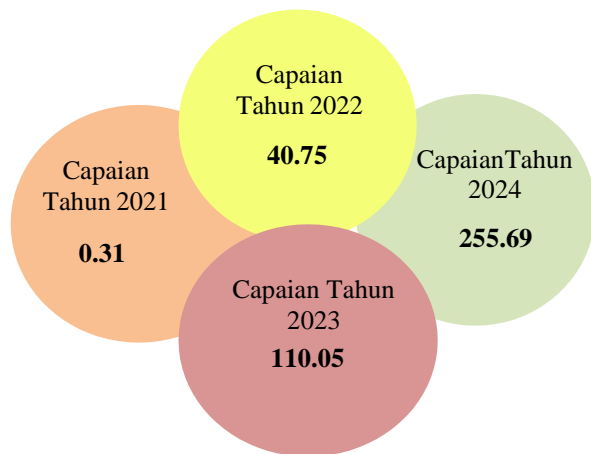 Capaian
Tahun 2021
0.31
Capaian
Tahun 2022
40.75
Capaian Tahun
2023
110.05
CapaianTahun
2024
255.69